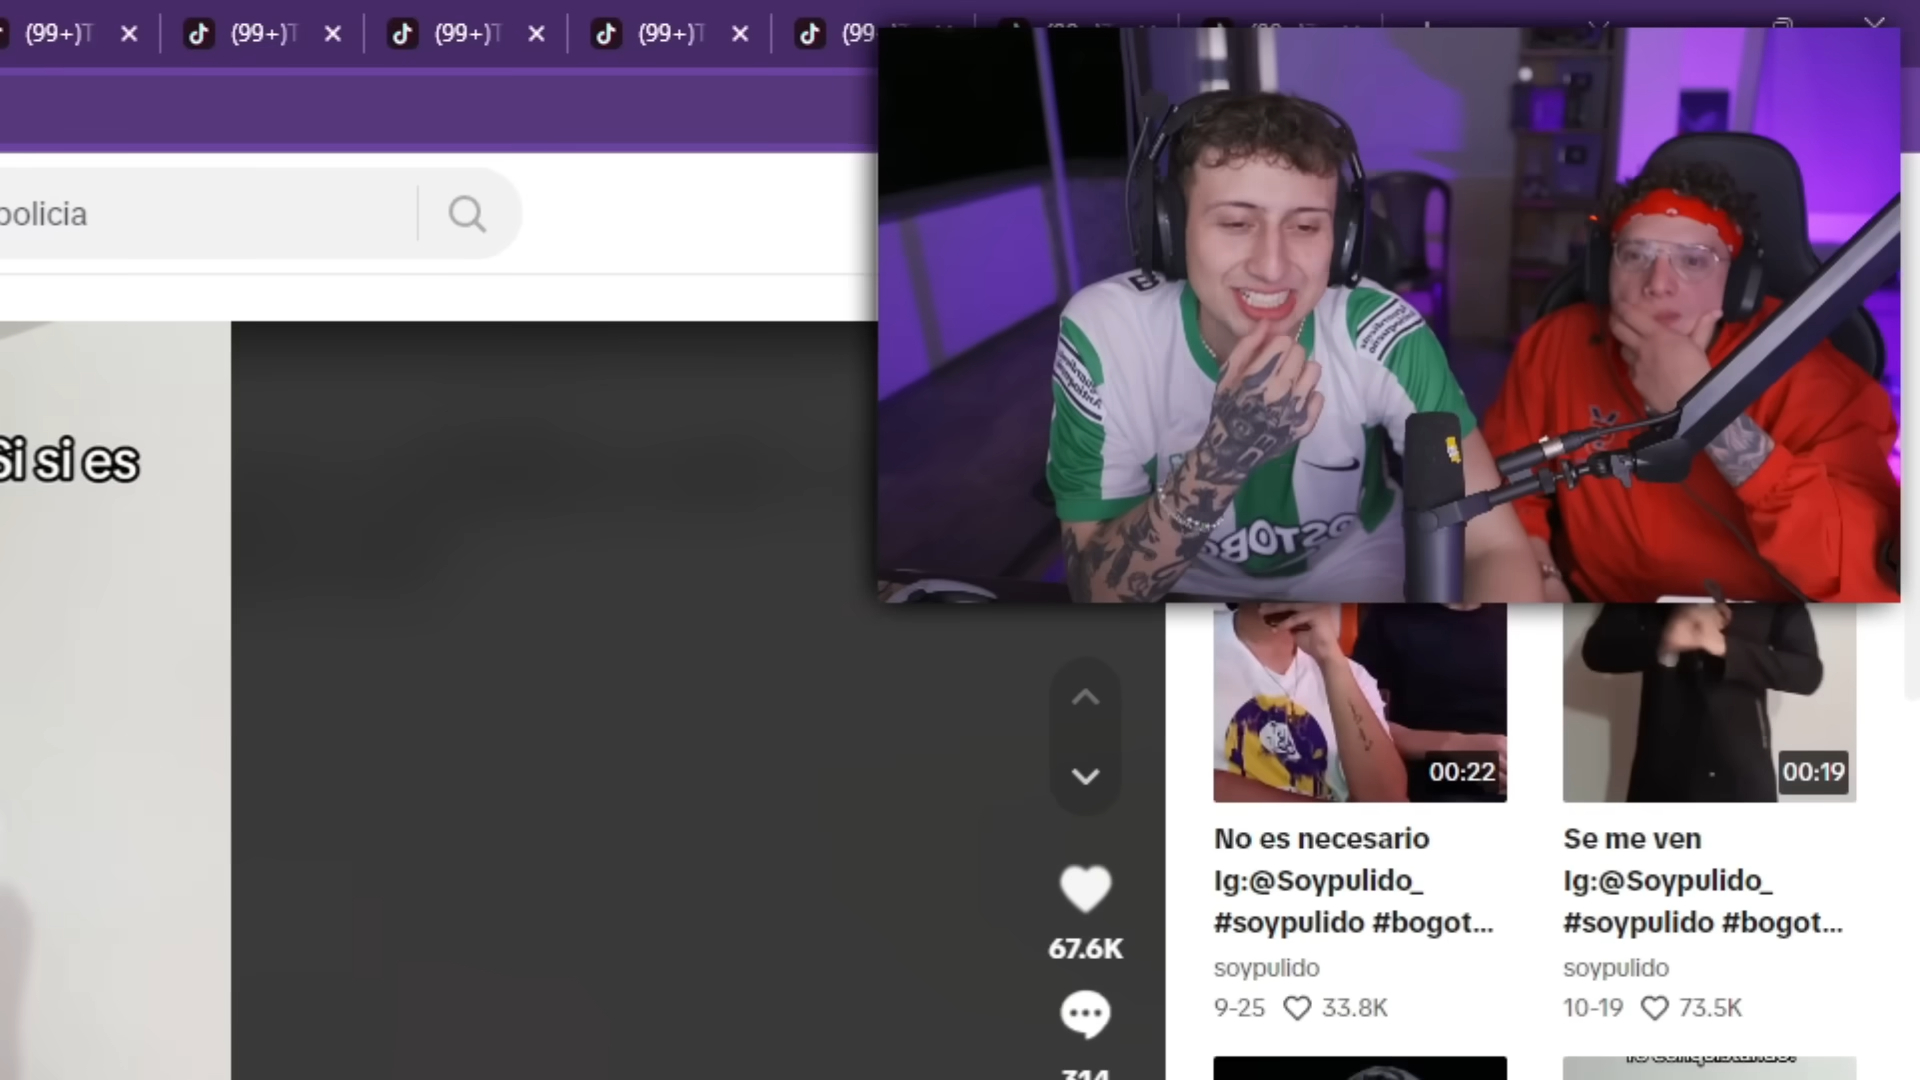 (99+)T
(99+)T
(99+)T
(99+)T
(99
policia
Si si es
67.6K
314
00:22
00:19
No es necesario
Ig:@Soypulido_
#soypulido #bogot...
soypulido
9-25 33.8K
Se me ven
Ig:@Soypulido_
#soypulido #bogot...
soypulido
10-19 73.5K